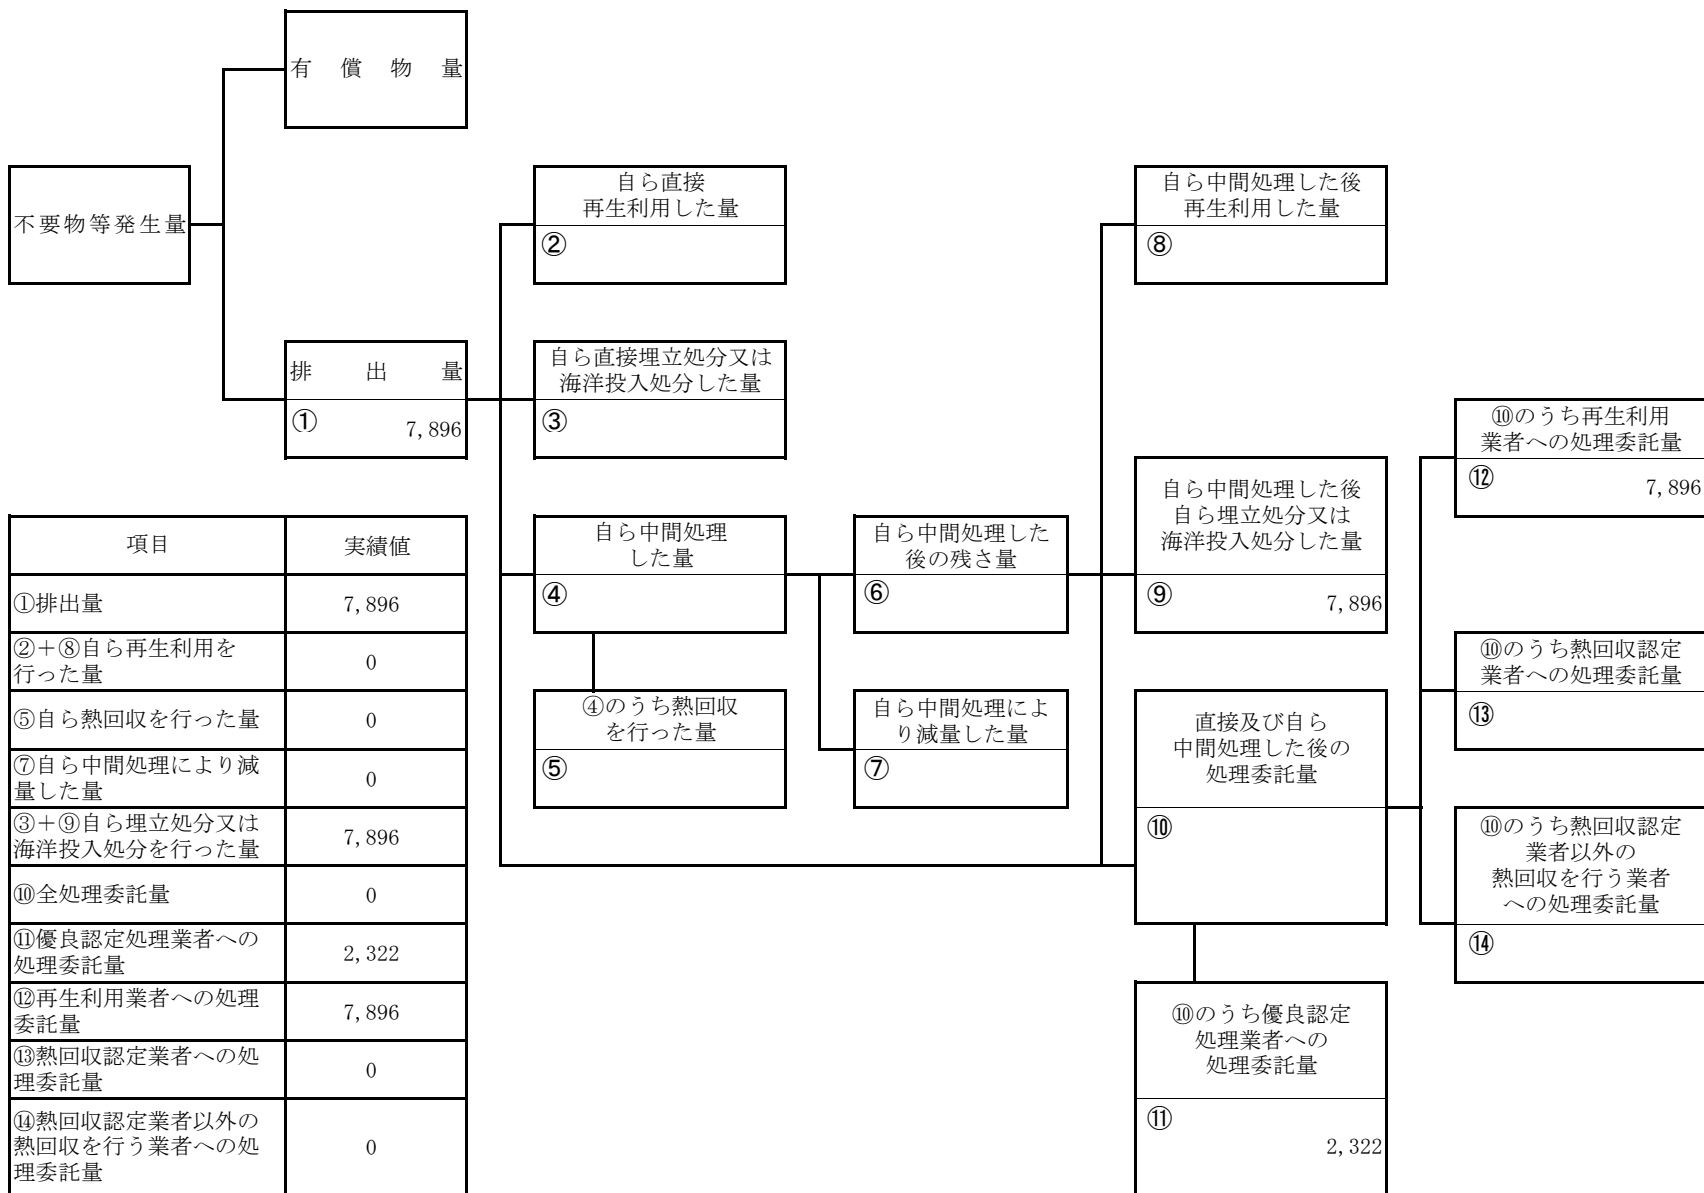 有償物量
不要物等発生量
排出量
① 7,896
自ら直接
再生利用した量
②
自ら直接埋立処分又は
海洋投入処分した量
③
自ら中間処理
した量
④
④のうち熱回収
を行った量
⑤
自ら中間処理した
後の残さ量
⑥
自ら中間処理によ
り減量した量
⑦
自ら中間処理した後
再生利用した量
⑧
自ら中間処理した後
自ら埋立処分又は
海洋投入処分した量
⑨ 7,896
直接及び自ら
中間処理した後の
処理委託量
⑩
⑩のうち優良認定
処理業者への
処理委託量
⑪
2,322
⑩のうち再生利用
業者への処理委託量
⑫ 7,896
⑩のうち熱回収認定
業者への処理委託量
⑬
⑩のうち熱回収認定
業者以外の
熱回収を行う業者
への処理委託量
⑭
項目 実績値
①排出量 7,896
②+⑧自ら再生利用を
行った量 0
⑤自ら熱回収を行った量 0
⑦自ら中間処理により減
量した量 0
③+⑨自ら埋立処分又は
海洋投入処分を行った量 7,896
⑩全処理委託量 0
⑪優良認定処理業者への
処理委託量 2,322
⑫再生利用業者への処理
委託量 7,896
⑬熱回収認定業者への処
理委託量 0
⑭熱回収認定業者以外の
熱回収を行う業者への処
理委託量 0